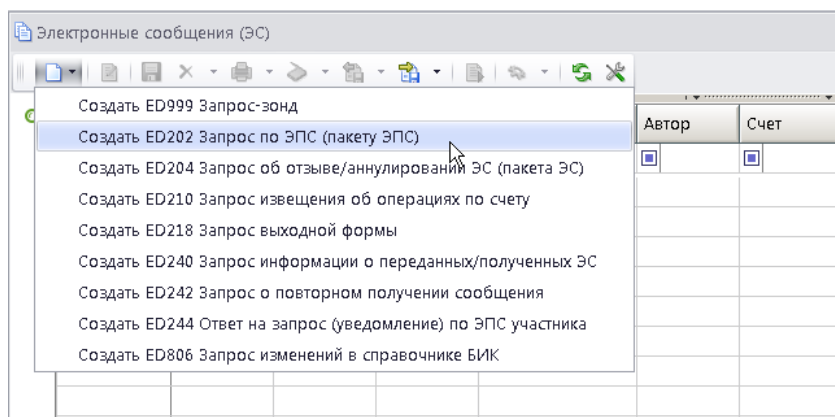 Электронные сообщения (ЭС)
Создать ED999 Запрос-зонд
Создать ED202 Запрос по ЭПС (пакету ЭПС)
Создать ED204 Запрос об отзыве/аннулировании ЭС (пакета ЭС)
Создать ED210 Запрос извещения об операциях по счету
Создать ED218 Запрос выходной формы
Создать ED240 Запрос информации о переданных/полученных ЭС
Создать ED242 Запрос о повторном получении сообщения
Создать ED244 Ответ на запрос (уведомление) по ЭПС участника
Создать ED806 Запрос изменений в справочнике БИК
Автор Счет